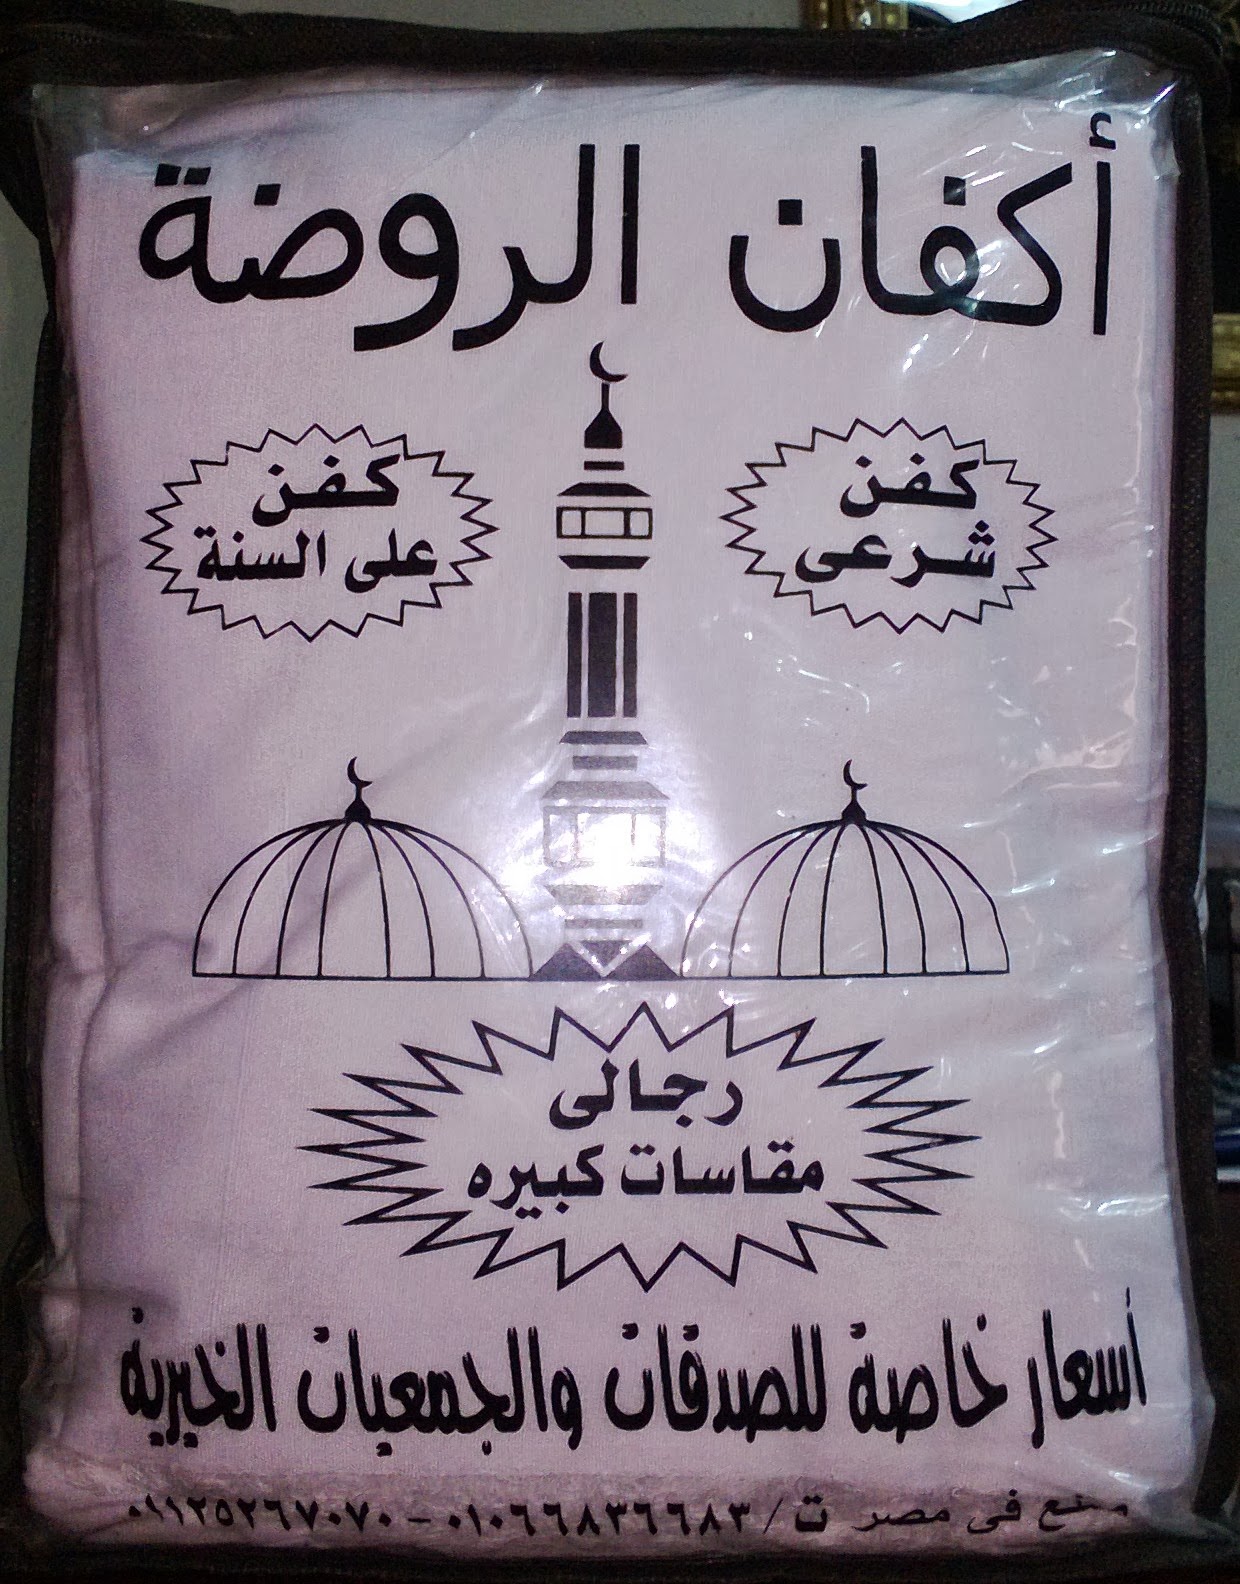 أكفان الروضة
كفن
شرعى
كفن
على السنة
رجالى
مقاسات كبيره
أسعار خاصة للصدقات والجمعيات الخيرية
صنع فى مصر ت / ٠١٠٦٦٨٣٦٦٨٣ - ٠١١٢٥٢٦٧٠٧٠